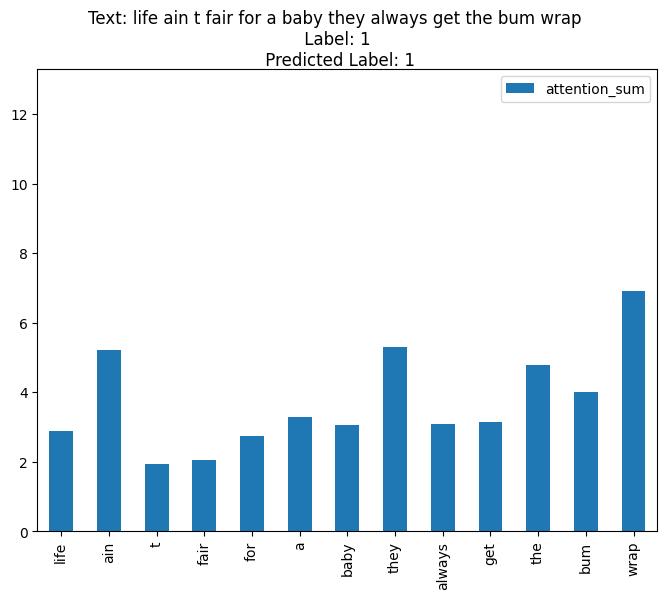 Text: life ain t fair for a baby they always get the bum wrap
Label: 1
Predicted Label: 1
attention_sum
12
10
8
6
4
2
0
life
ain
t
fair
for
a
baby
they
always
get
the
bum
wrap